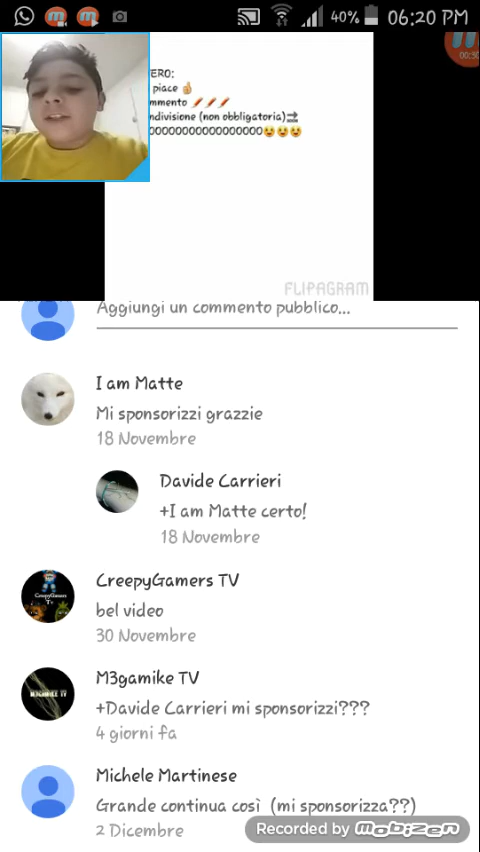 40% 06:20 PM
ERO:
piace
mmento
ndivisione (non obbligatoria)
FLIPAGRAM
Aggiungi un commento pubblico...
I am Matte
Mi sponsorizzi grazzie
18 Novembre
Davide Carrieri
+I am Matte certo!
18 Novembre
CreepyGamers TV
bel video
30 Novembre
M3gamike TV
+Davide Carrieri mi sponsorizzi???
4 giorni fa
Michele Martinese
Grande continua così (mi sponsorizza??)
2 Dicembre
Recorded by Mobizen